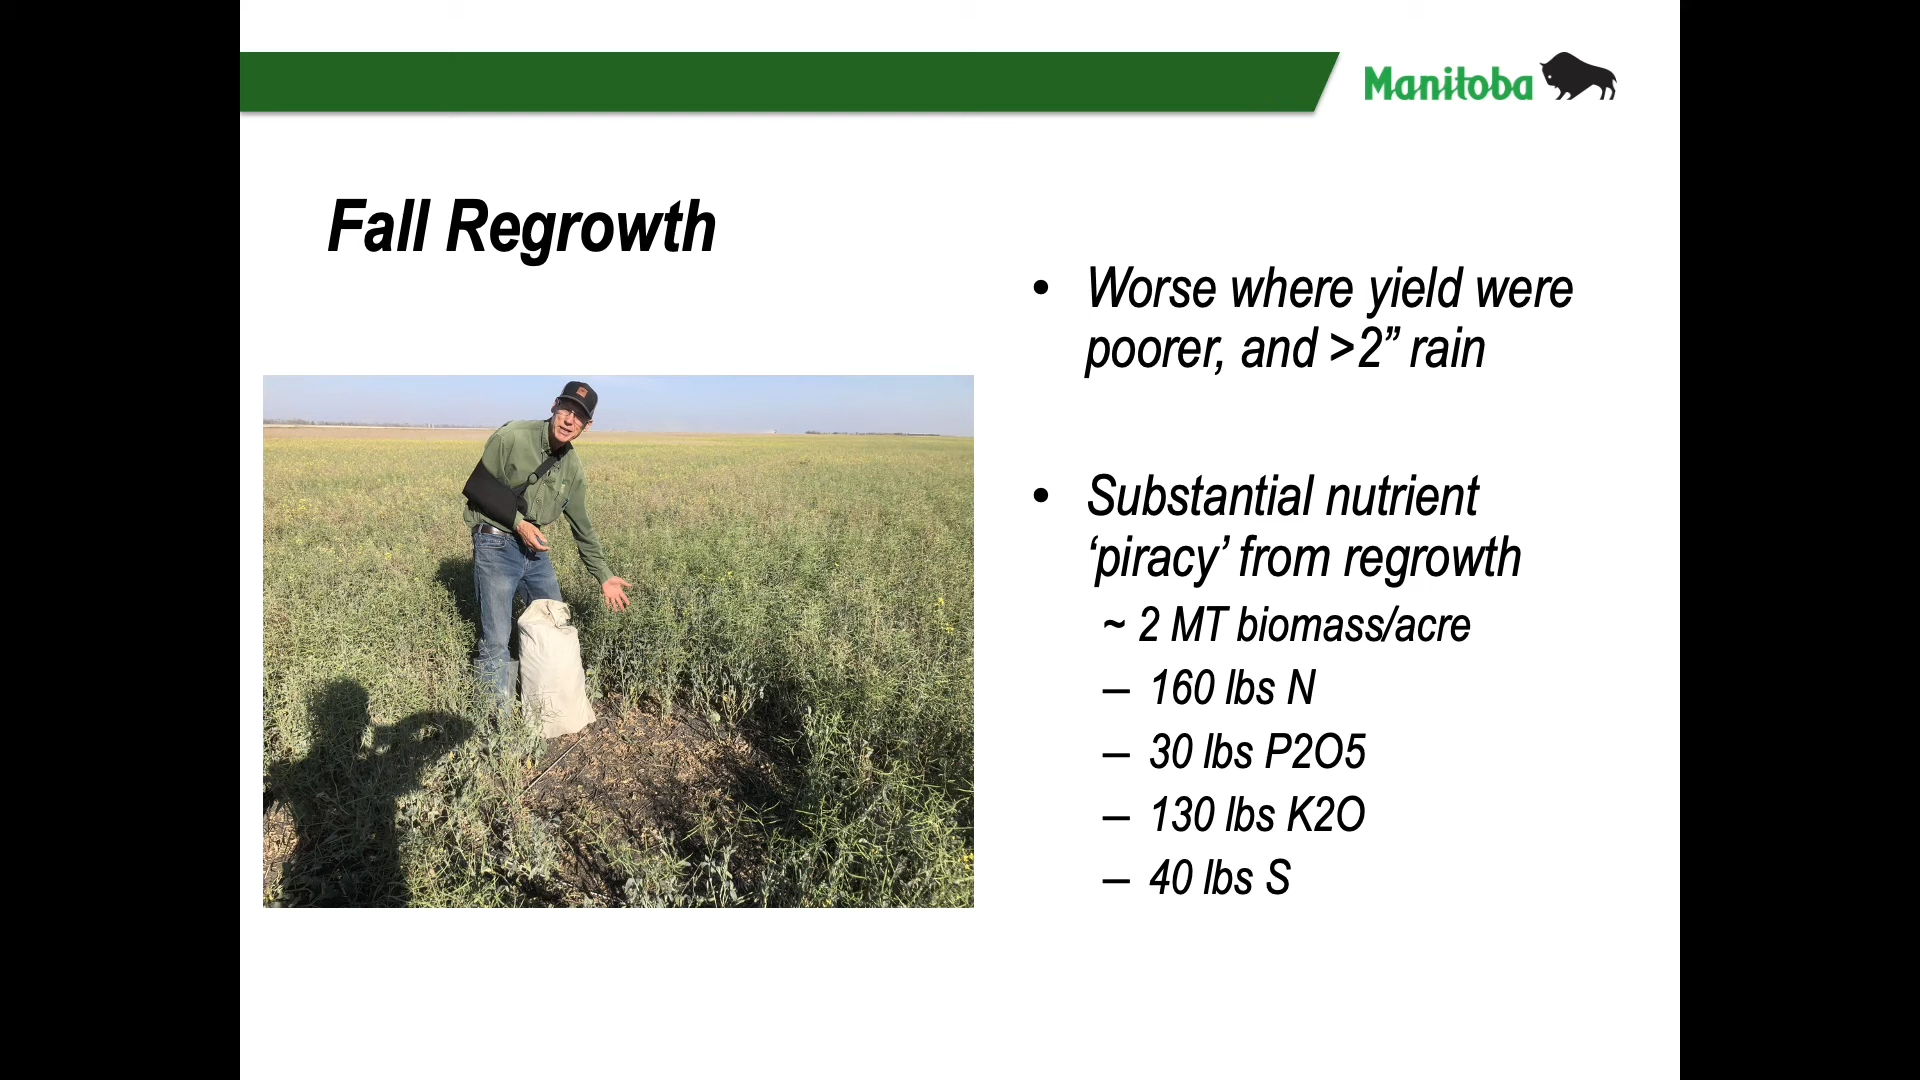 Manitoba
Fall Regrowth
• Worse where yield were
poorer, and >2” rain
• Substantial nutrient
‘piracy’ from regrowth
~ 2 MT biomass/acre
– 160 lbs N
– 30 lbs P2O5
– 130 lbs K2O
– 40 lbs S